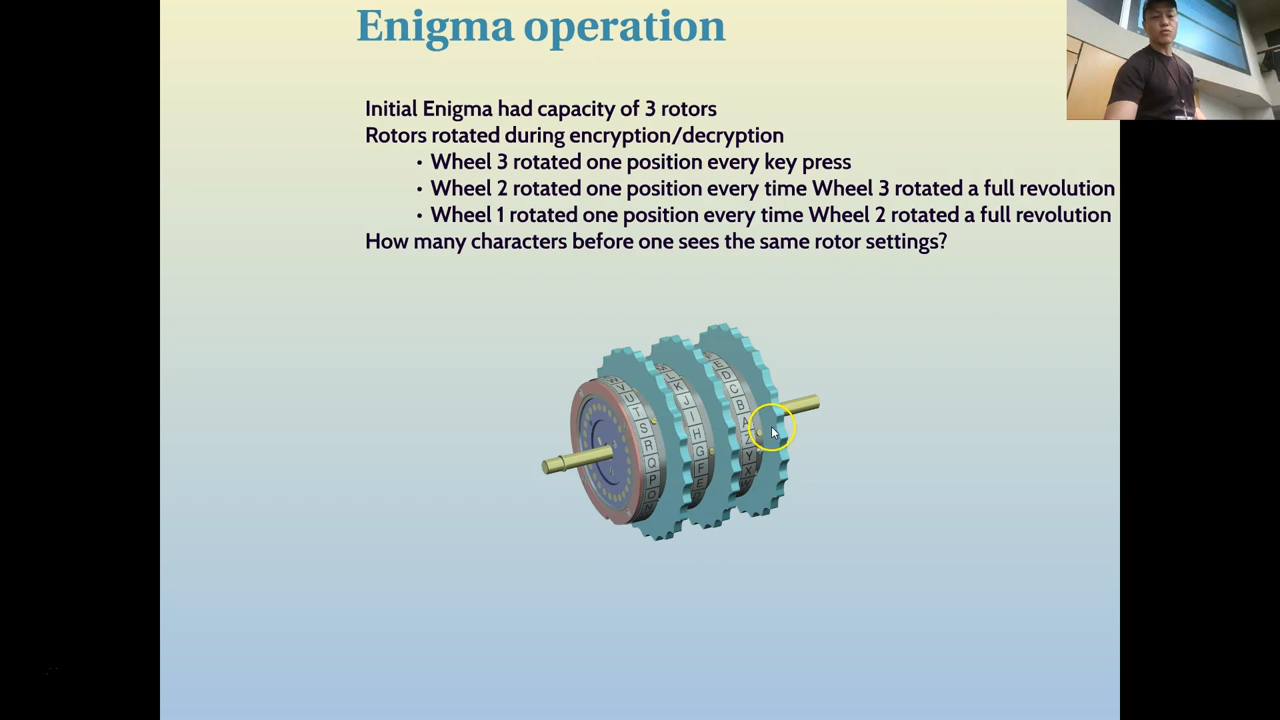 Enigma operation
Initial Enigma had capacity of 3 rotors
Rotors rotated during encryption/decryption
• Wheel 3 rotated one position every key press
• Wheel 2 rotated one position every time Wheel 3 rotated a full revolution
• Wheel 1 rotated one position every time Wheel 2 rotated a full revolution
How many characters before one sees the same rotor settings?
V U T S R Q P O N
L K J I H G F E
E D C B A Z Y X W